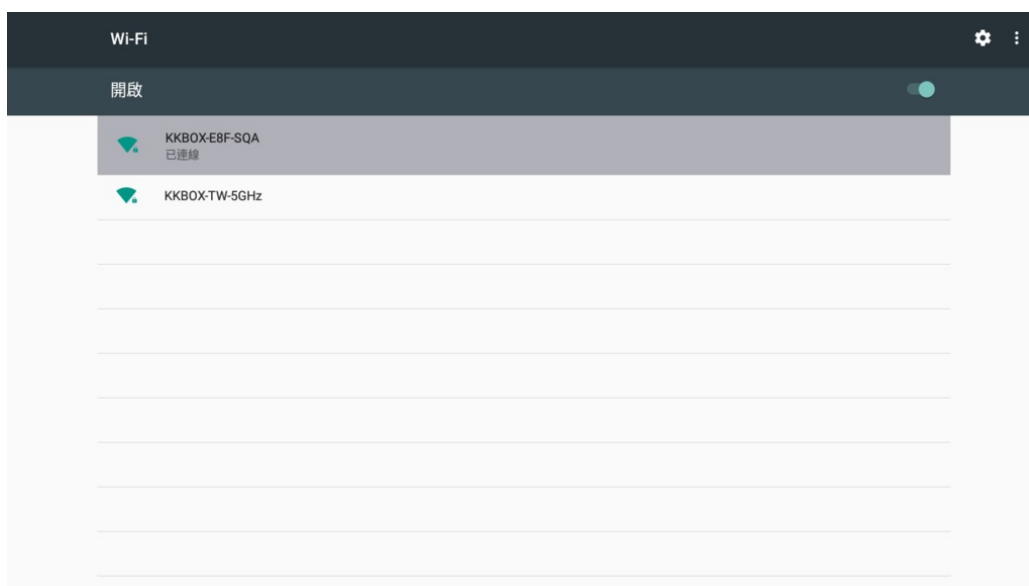 Wi-Fi
開啟
KKBOX-E8F-SQA
已連線
KKBOX-TW-5GHz